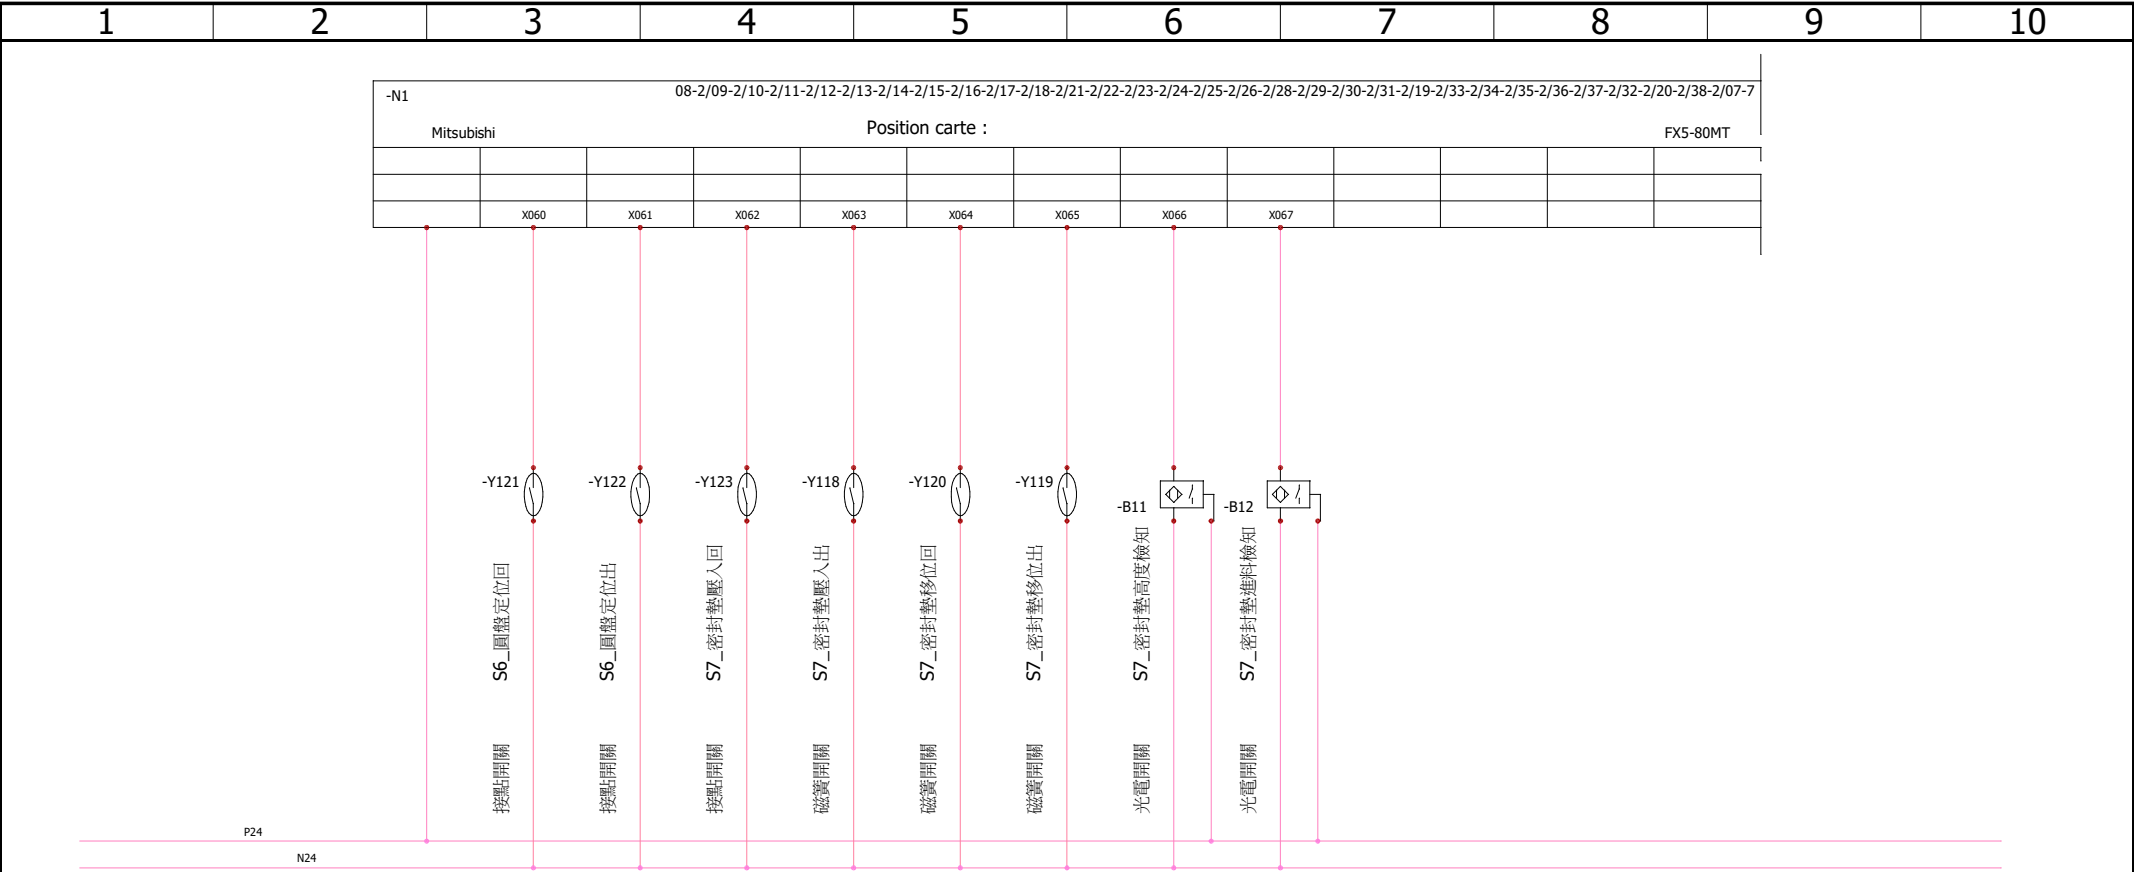 1 2 3 4 5 6 7 8 9 10
-N1 08-2/09-2/10-2/11-2/12-2/13-2/14-2/15-2/16-2/17-2/18-2/21-2/22-2/23-2/24-2/25-2/26-2/28-2/29-2/30-2/31-2/19-2/33-2/34-2/35-2/36-2/37-2/32-2/20-2/38-2/07-7
Mitsubishi Position carte : FX5-80MT
X060 X061 X062 X063 X064 X065 X066 X067
-Y121 -Y122 -Y123 -Y118 -Y120 -Y119 -B11 -B12
接點開關 S6_圓盤定位回
接點開關 S6_圓盤定位出
接點開關 S7_密封墊壓入回
磁簧開關 S7_密封墊壓入出
磁簧開關 S7_密封墊移位回
磁簧開關 S7_密封墊移位出
光電開關 S7_密封墊高度檢知
光電開關 S7_密封墊進料檢知
P24
N24